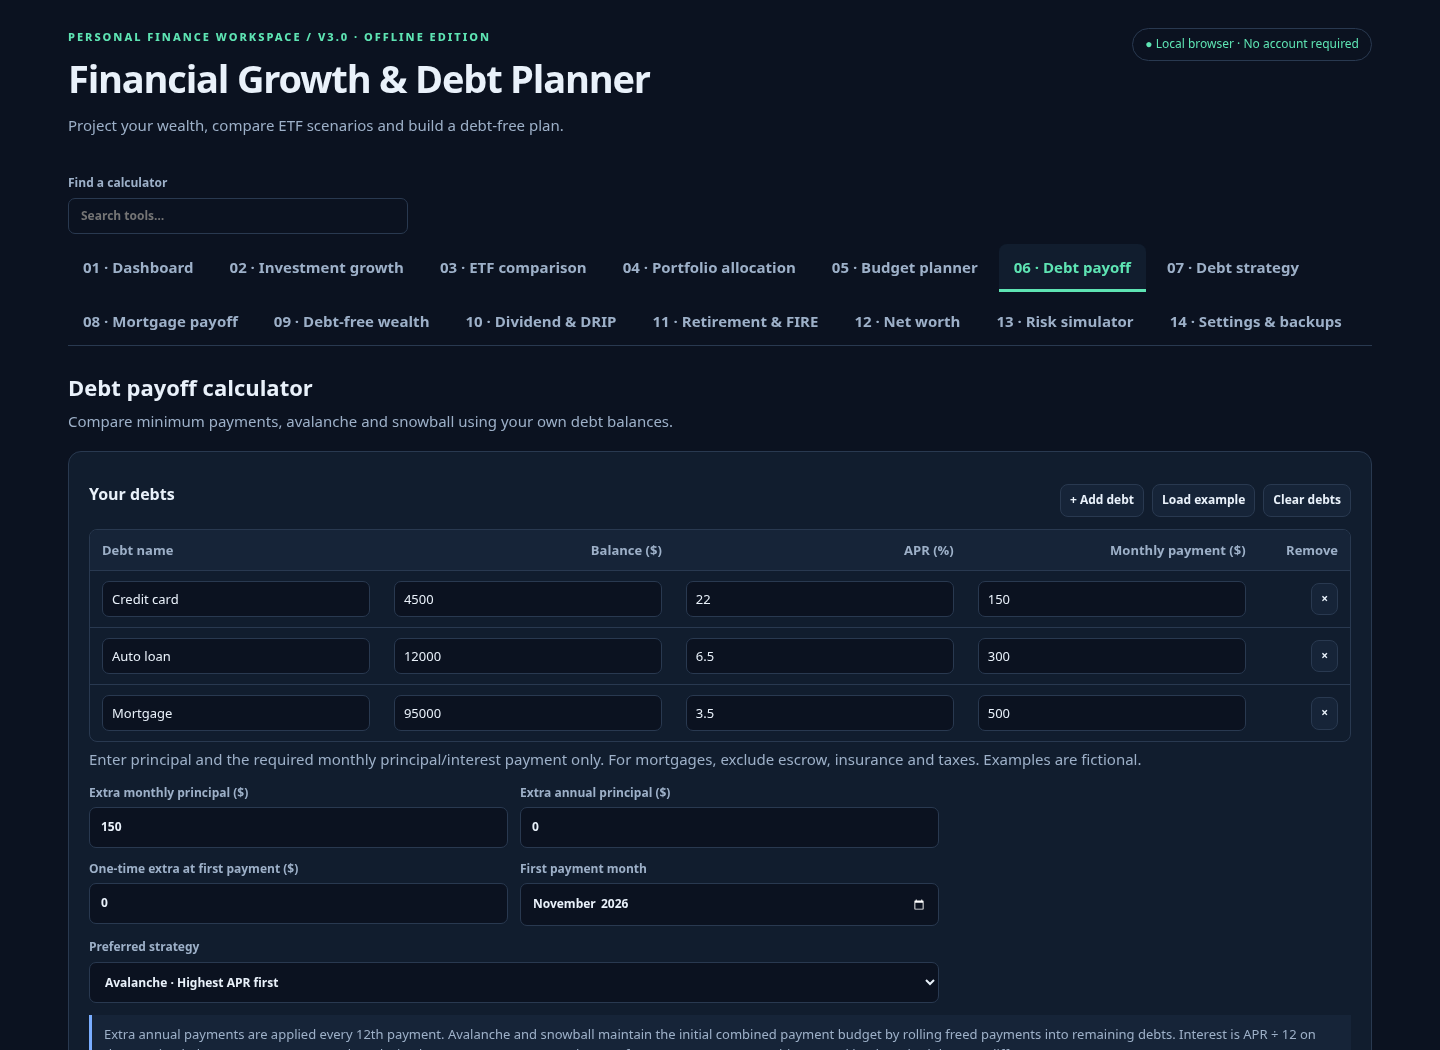 PERSONAL FINANCE WORKSPACE / V3.0 · OFFLINE EDITION
● Local browser · No account required
Financial Growth & Debt Planner
Project your wealth, compare ETF scenarios and build a debt-free plan.
Find a calculator
Search tools...
01 · Dashboard 02 · Investment growth 03 · ETF comparison 04 · Portfolio allocation 05 · Budget planner 06 · Debt payoff 07 · Debt strategy
08 · Mortgage payoff 09 · Debt-free wealth 10 · Dividend & DRIP 11 · Retirement & FIRE 12 · Net worth 13 · Risk simulator 14 · Settings & backups
Debt payoff calculator
Compare minimum payments, avalanche and snowball using your own debt balances.
Your debts
+ Add debt Load example Clear debts
Debt name Balance ($) APR (%) Monthly payment ($) Remove
Credit card 4500 22 150 ×
Auto loan 12000 6.5 300 ×
Mortgage 95000 3.5 500 ×
Enter principal and the required monthly principal/interest payment only. For mortgages, exclude escrow, insurance and taxes. Examples are fictional.
Extra monthly principal ($) Extra annual principal ($)
150 0
One-time extra at first payment ($) First payment month
0 November 2026
Preferred strategy
Avalanche · Highest APR first
Extra annual payments are applied every 12th payment. Avalanche and snowball maintain the initial combined payment budget by rolling freed payments into remaining debts. Interest is APR ÷ 12 on